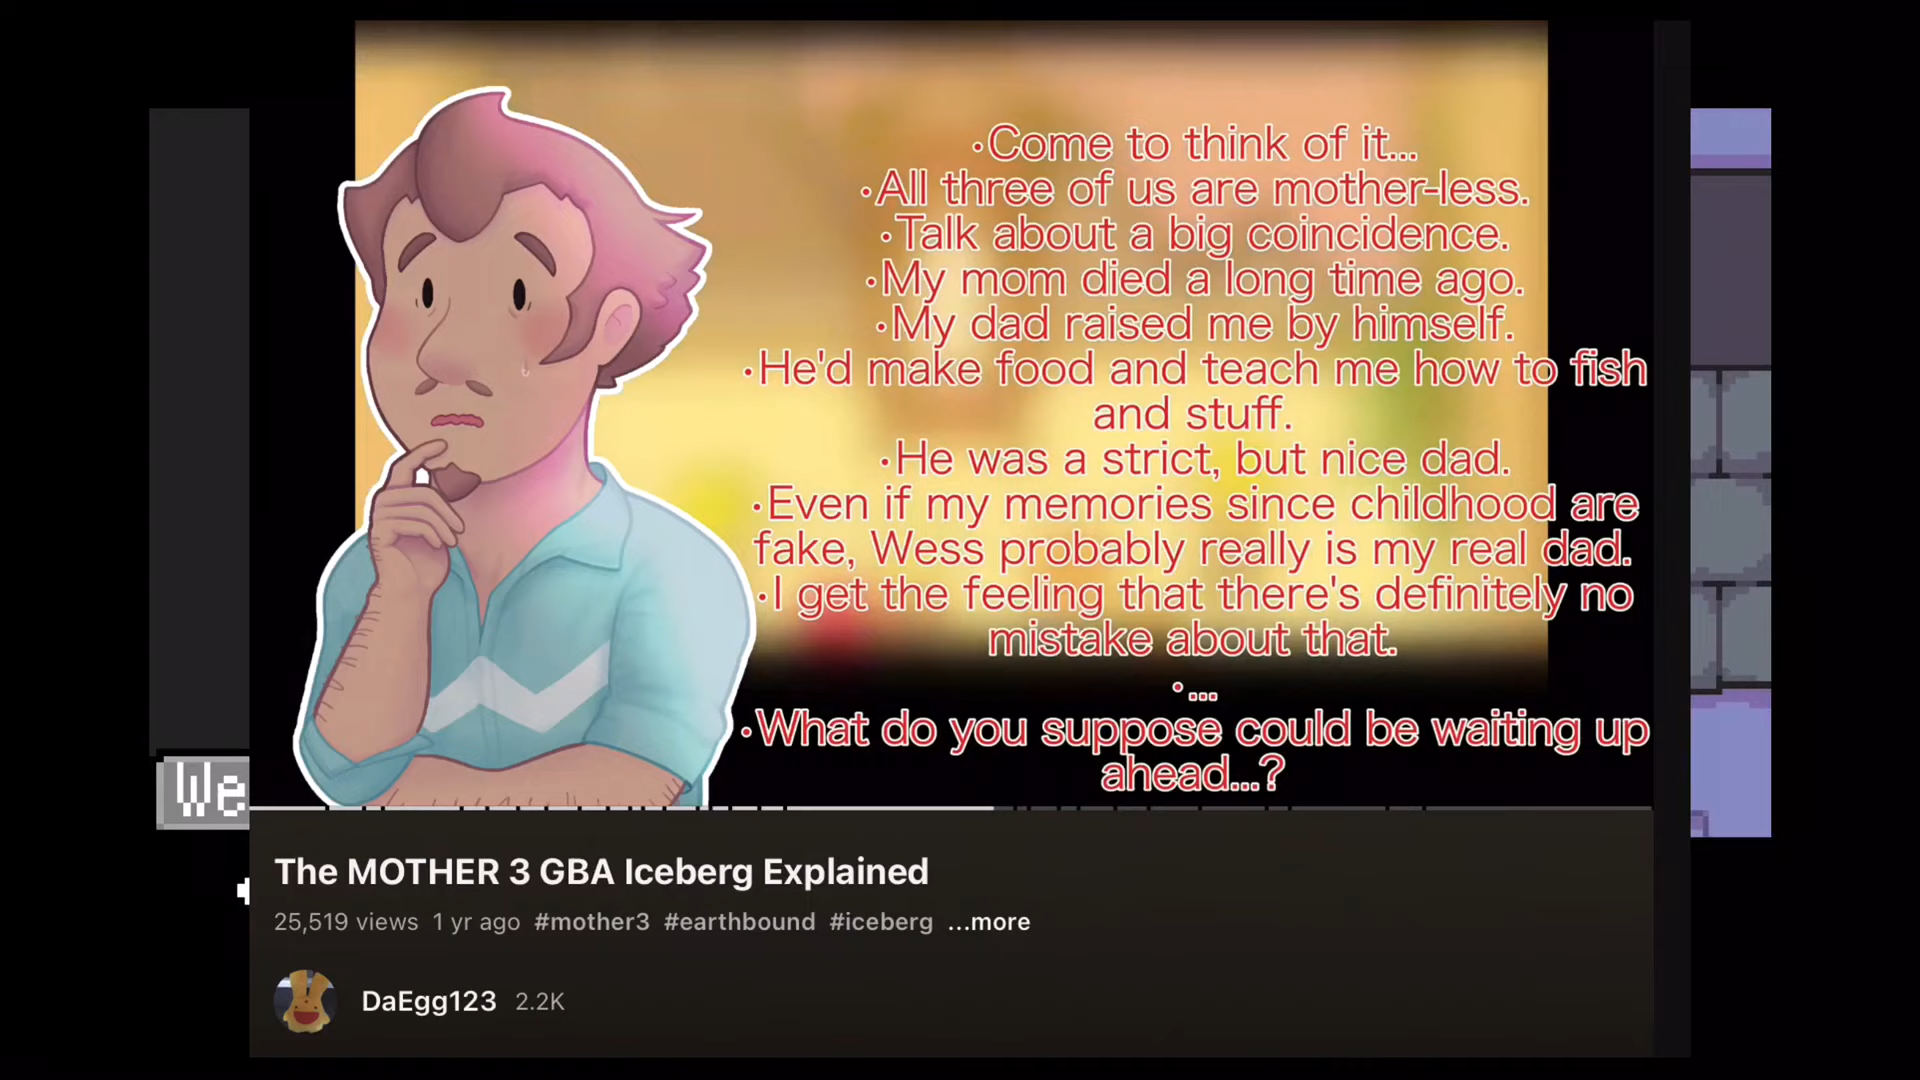 •Come to think of it...
•All three of us are mother-less.
•Talk about a big coincidence.
•My mom died a long time ago.
•My dad raised me by himself.
•He'd make food and teach me how to fish
and stuff.
•He was a strict, but nice dad.
•Even if my memories since childhood are
fake, Wess probably really is my real dad.
•I get the feeling that there's definitely no
mistake about that.
•...
•What do you suppose could be waiting up
ahead...?
We
The MOTHER 3 GBA Iceberg Explained
25,519 views 1 yr ago #mother3 #earthbound #iceberg ...more
DaEgg123 2.2K